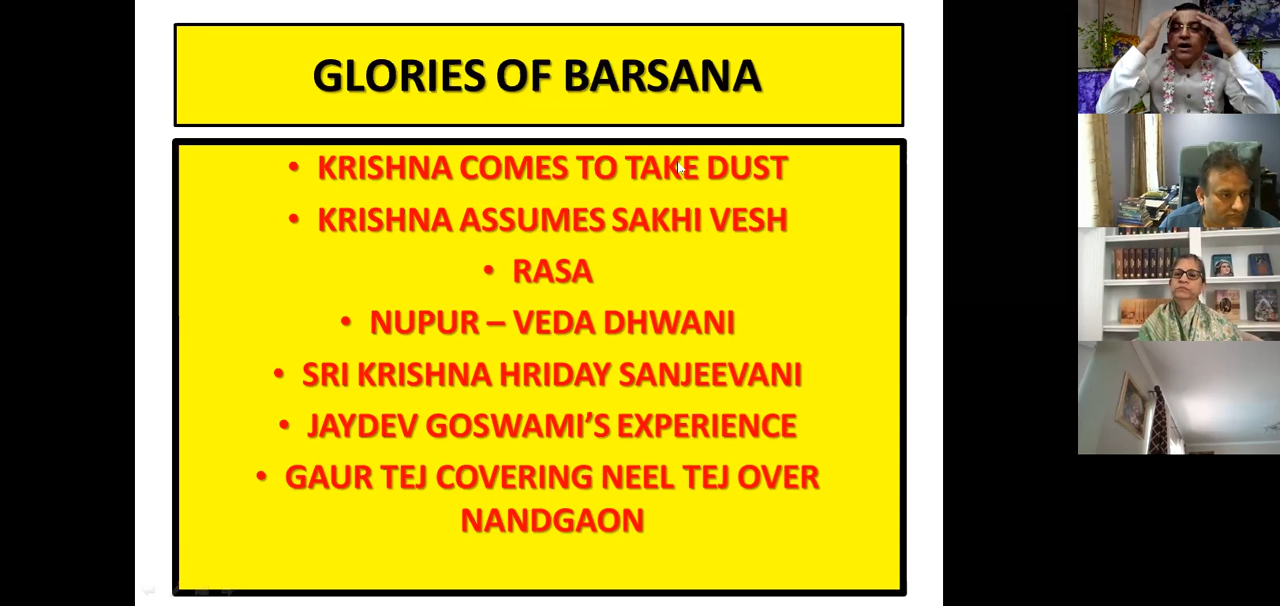 GLORIES OF BARSANA
• KRISHNA COMES TO TAKE DUST
• KRISHNA ASSUMES SAKHI VESH
• RASA
• NUPUR – VEDA DHWANI
• SRI KRISHNA HRIDAY SANJEEVANI
• JAYDEV GOSWAMI’S EXPERIENCE
• GAUR TEJ COVERING NEEL TEJ OVER
NANDGAON